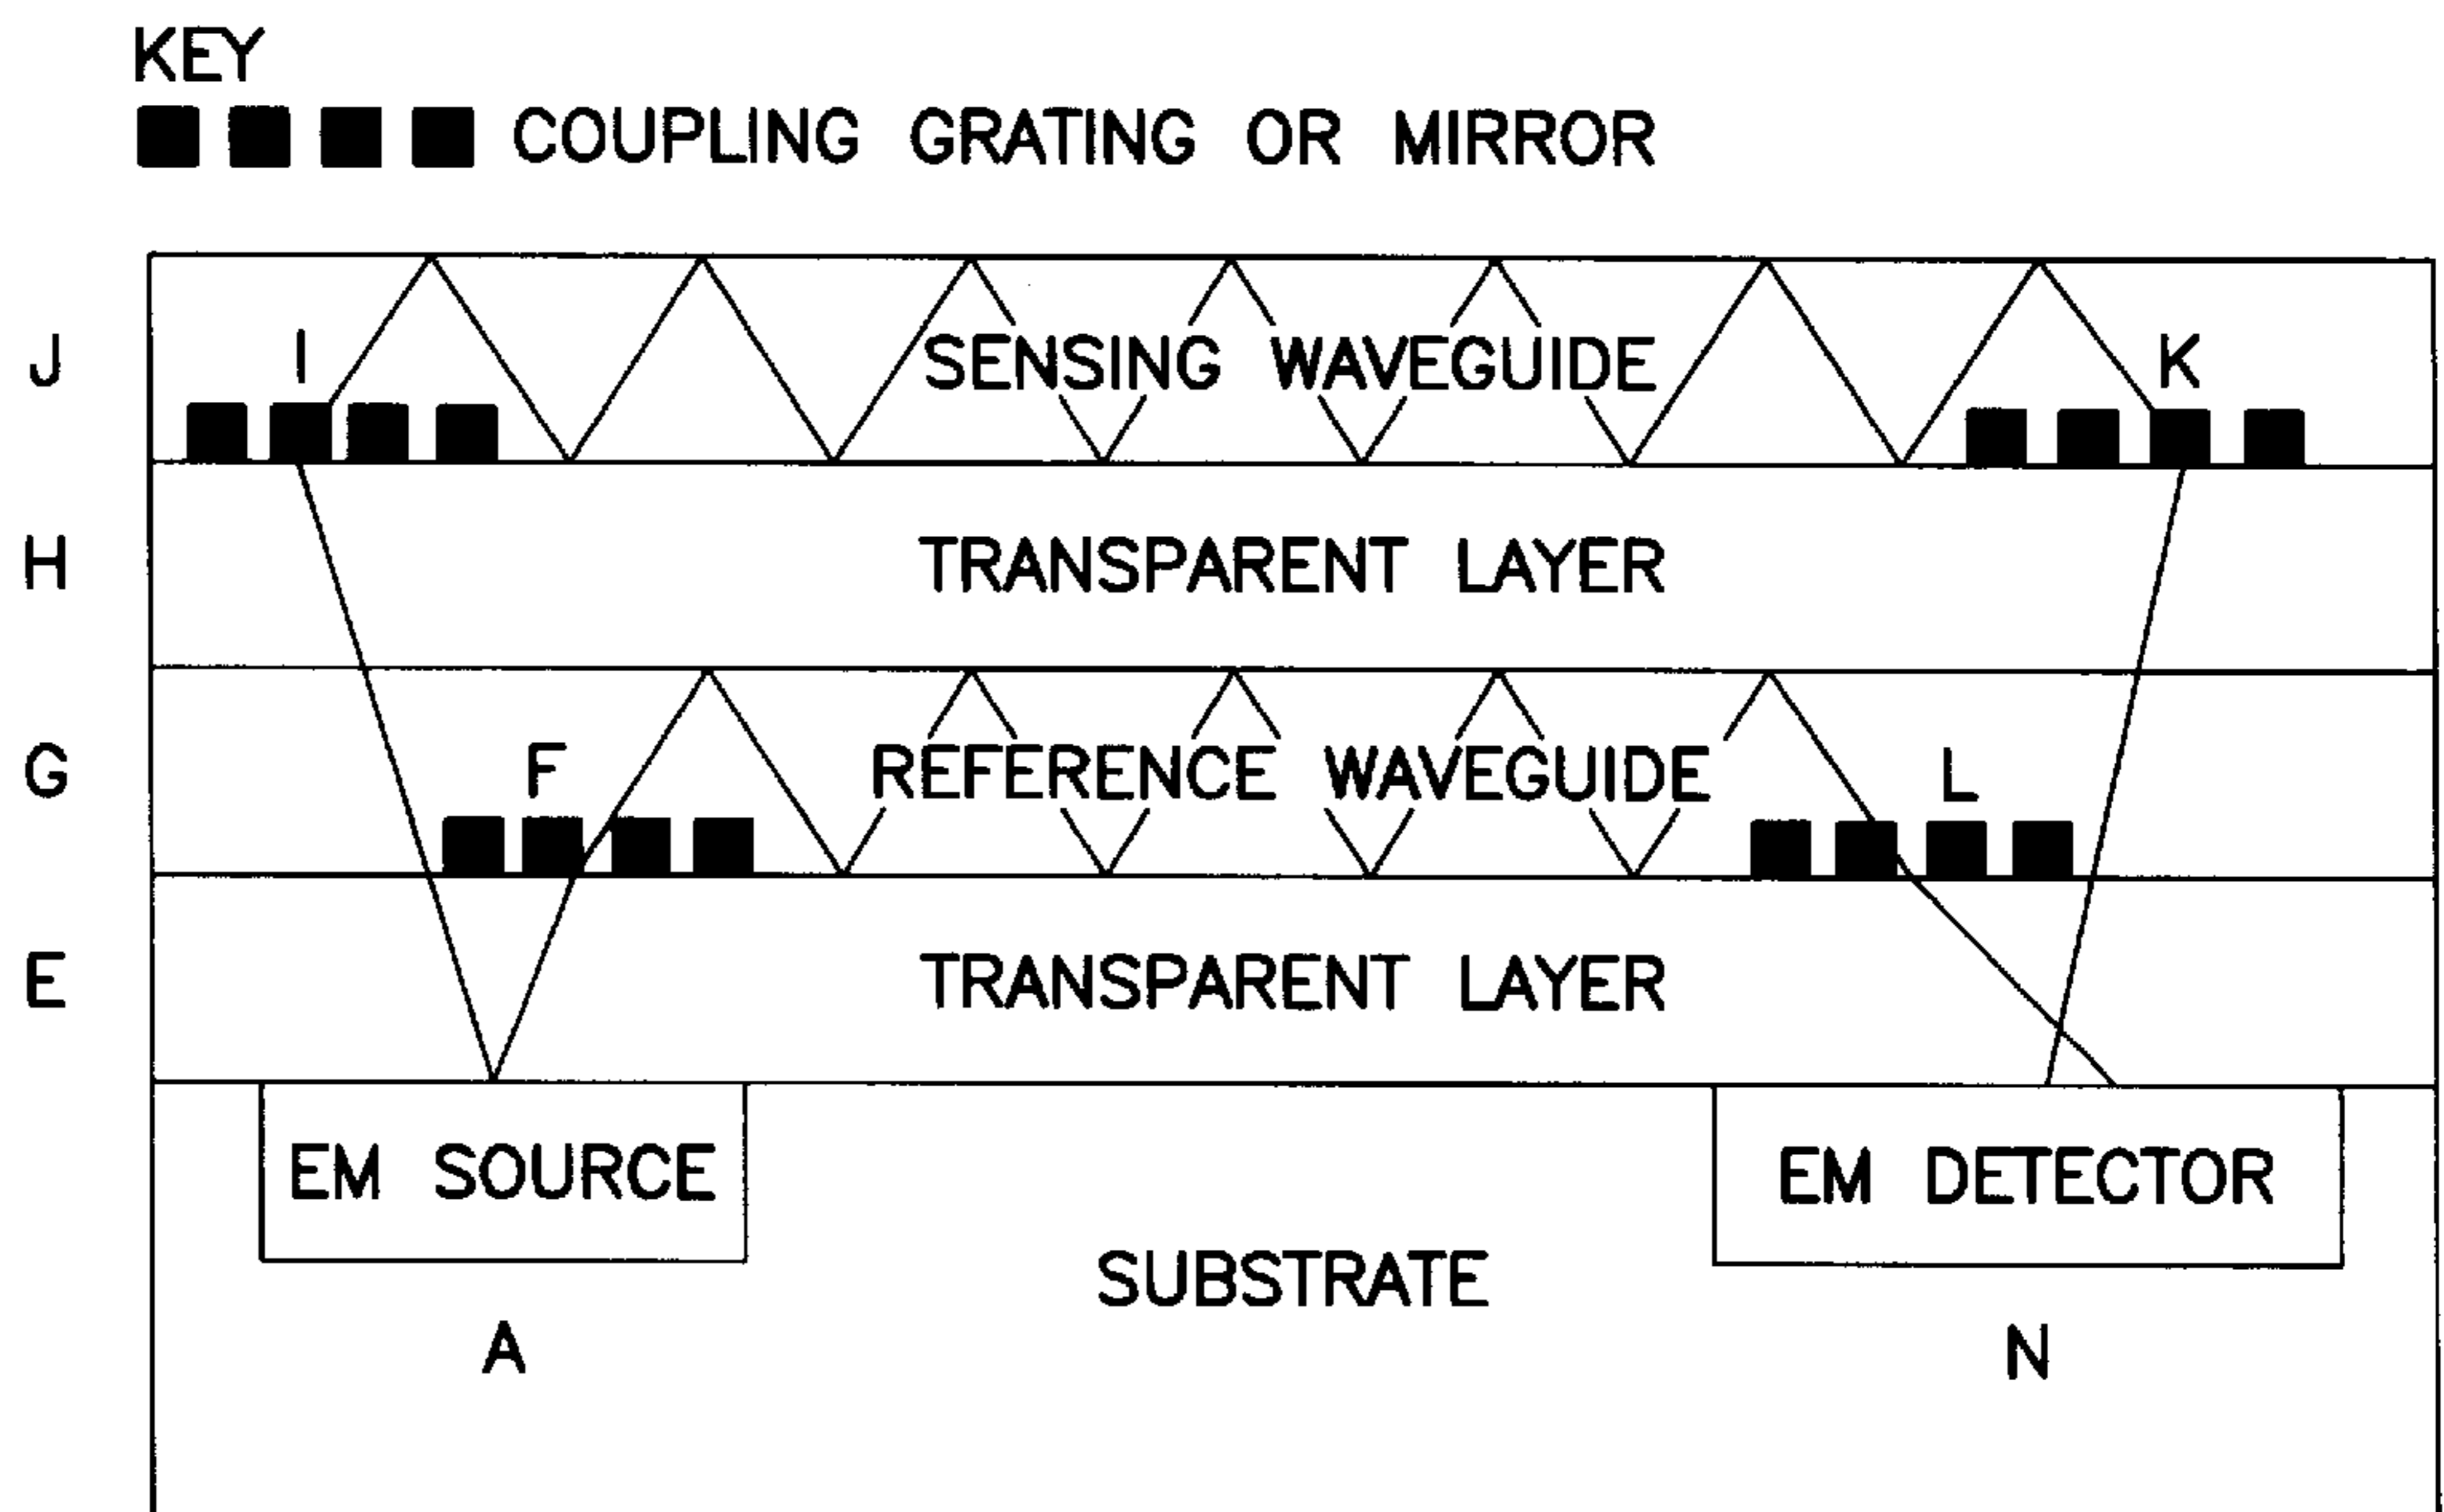 KEY
COUPLING GRATING OR MIRROR
J I SENSING WAVEGUIDE K
H TRANSPARENT LAYER
G F REFERENCE WAVEGUIDE L
E TRANSPARENT LAYER
EM SOURCE EM DETECTOR
SUBSTRATE
A N